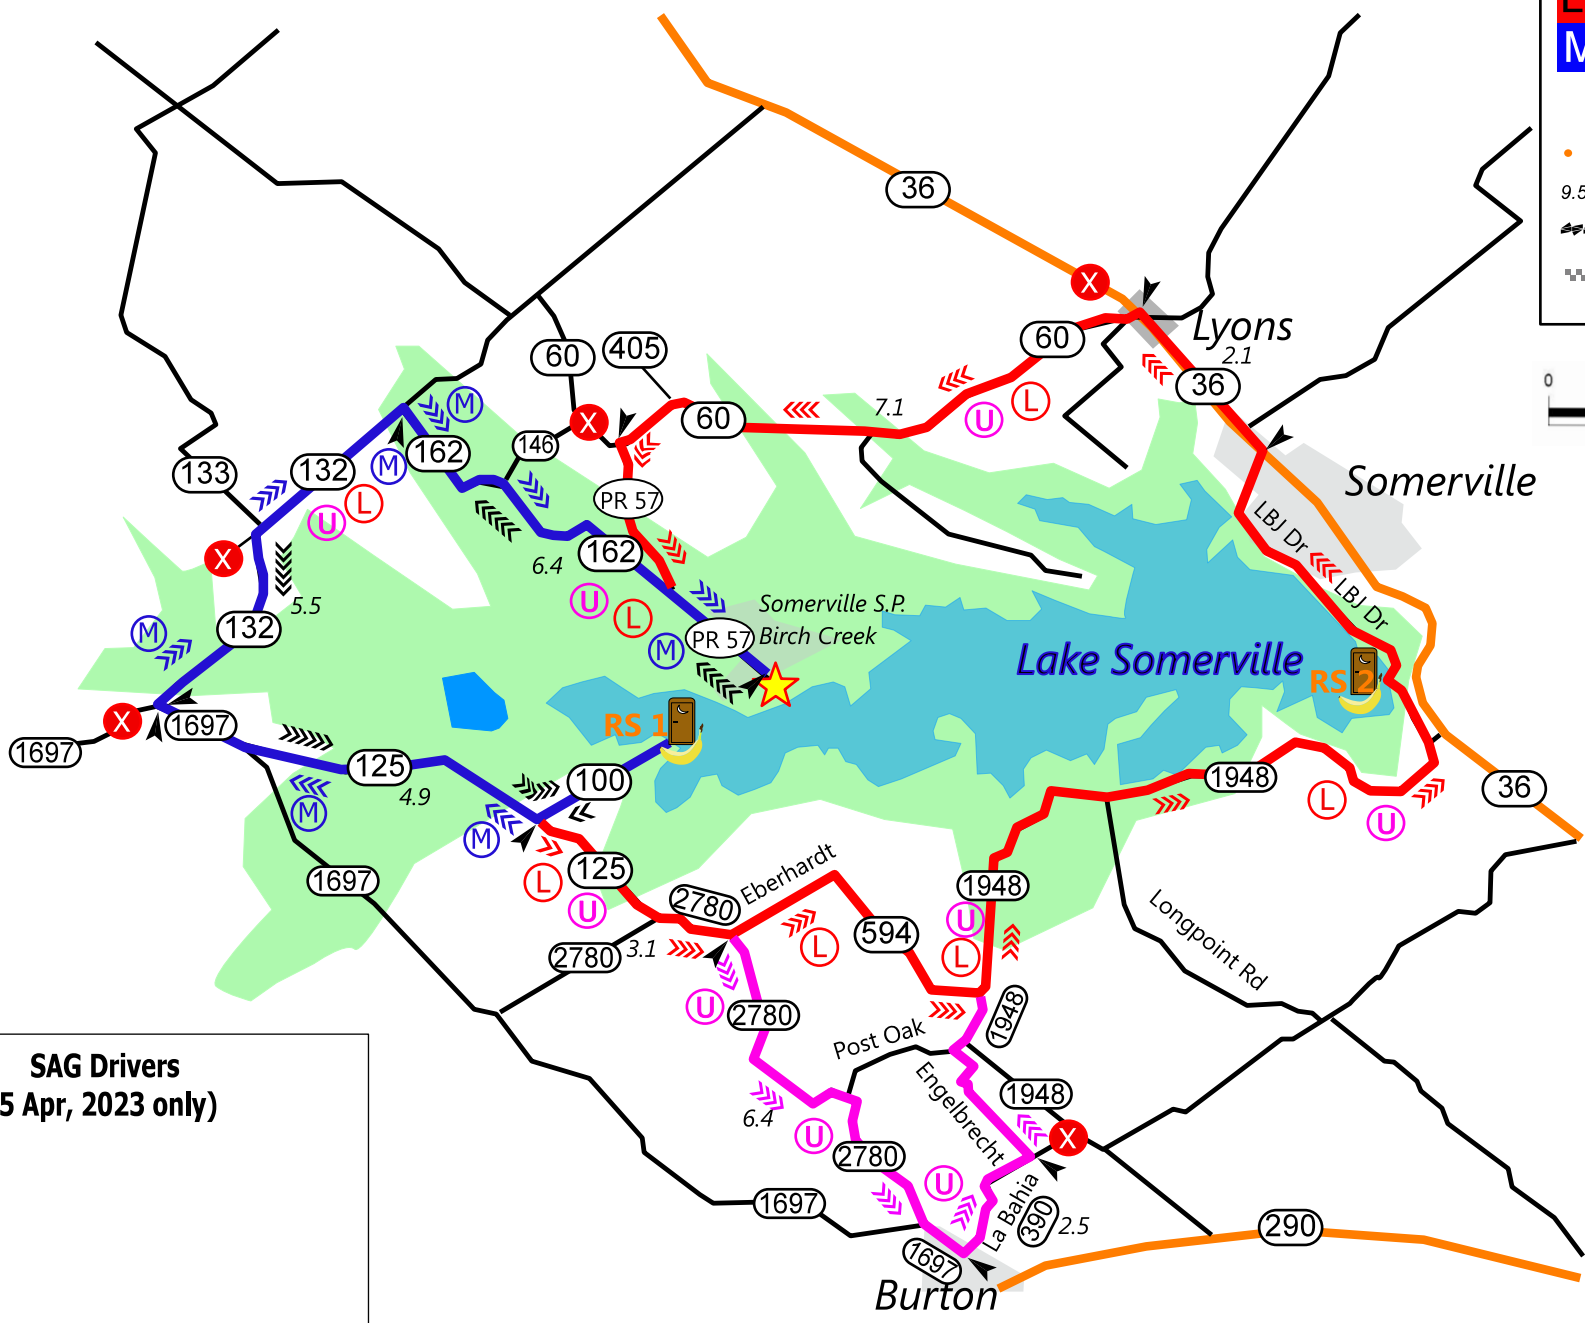 L
M
36
9.5
X
Lyons
60
2.1
0
60
405
36
M
7.1
L
60
X
U
162
146
133
132
M
Somerville
L
PR 57
U
LBJ Dr
X
162
6.4
LBJ Dr
5.5
U
Somerville S.P.
L
Birch Creek
132
M
PR 57
M
Lake Somerville
RS 2
X
1697
RS 1
1697
125
100
1948
36
4.9
M
L
U
M
Eberhardt
125
1697
L
1948
2780
U
U
Longpoint Rd
594
3.1
L
L
2780
U
2780
1948
Post Oak
SAG Drivers
5 Apr, 2023 only)
Engelbrecht
1948
6.4
U
X
2780
U
1697
La Bahia
390
2.5
290
1697
Burton